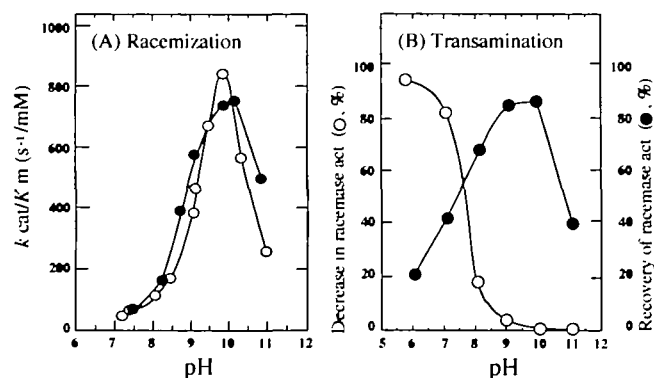 (A) Racemization
k cat/K m (s⁻¹/mM)
1000
800
600
400
200
0
6 7 8 9 10 11 12
pH
(B) Transamination
Decrease in racemase act (○, %)
100
80
60
40
20
0
5 6 7 8 9 10 11 12
pH
100
80
60
40
20
0
Recovery of racemase act (●, %)